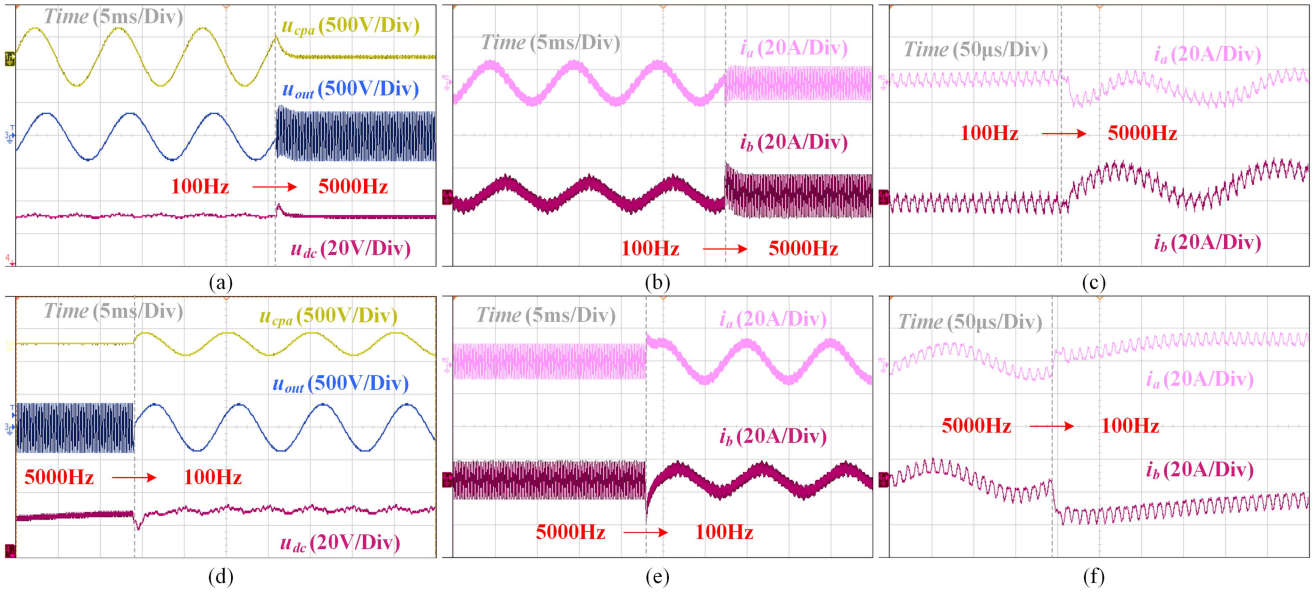 Time (5ms/Div)
u_cpa (500V/Div)
u_out (500V/Div)
100Hz → 5000Hz
u_dc (20V/Div)
(a)
Time (5ms/Div)
i_a (20A/Div)
i_b (20A/Div)
100Hz → 5000Hz
(b)
Time (50μs/Div)
i_a (20A/Div)
100Hz → 5000Hz
i_b (20A/Div)
(c)
Time (5ms/Div)
u_cpa (500V/Div)
u_out (500V/Div)
5000Hz → 100Hz
u_dc (20V/Div)
(d)
Time (5ms/Div)
i_a (20A/Div)
i_b (20A/Div)
5000Hz → 100Hz
(e)
Time (50μs/Div)
i_a (20A/Div)
5000Hz → 100Hz
i_b (20A/Div)
(f)